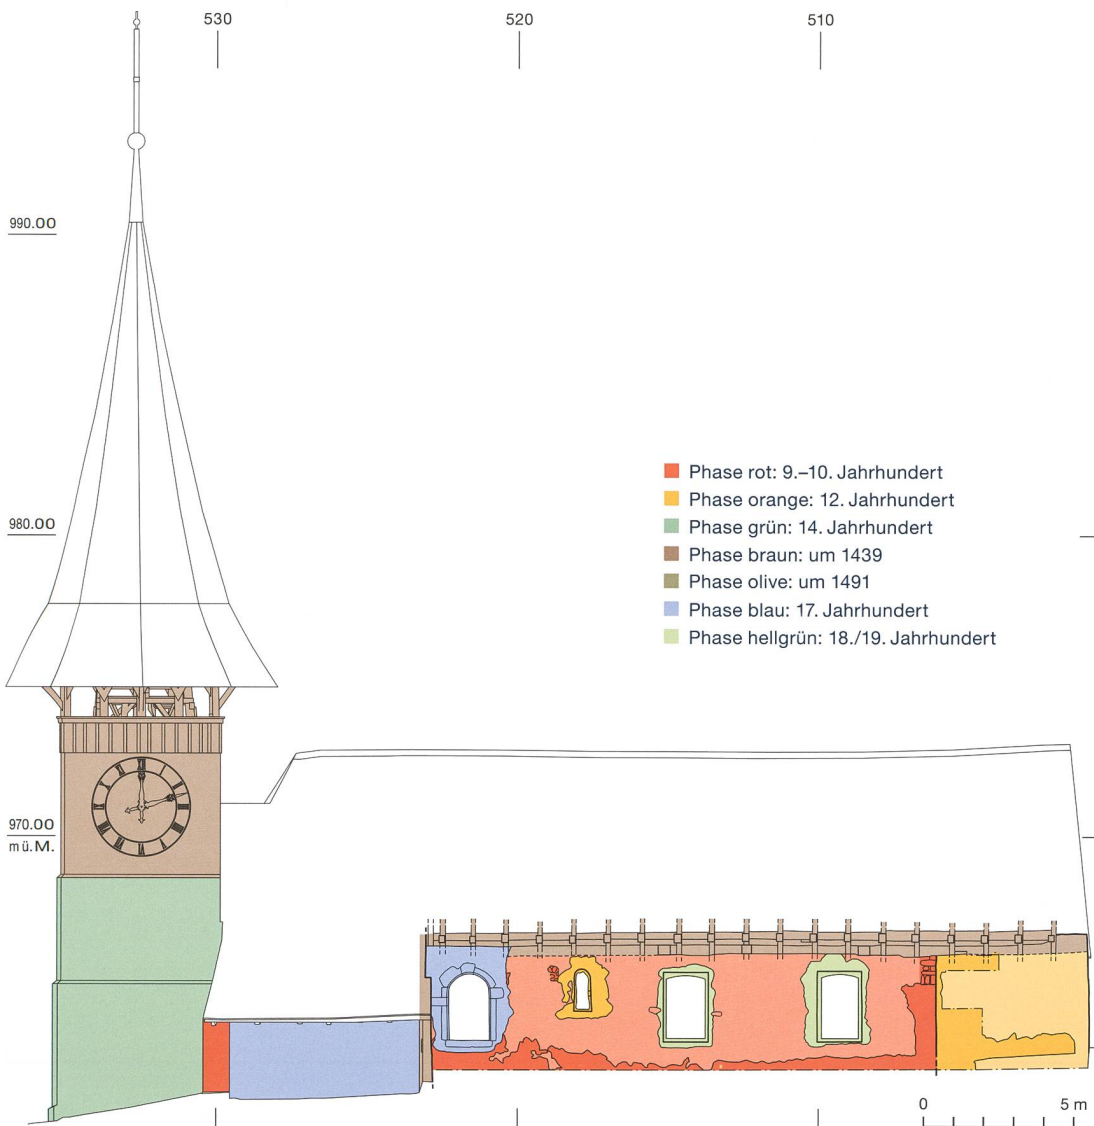 530 520 510
990.00
980.00
Phase rot: 9.–10. Jahrhundert
Phase orange: 12. Jahrhundert
Phase grün: 14. Jahrhundert
Phase braun: um 1439
Phase olive: um 1491
Phase blau: 17. Jahrhundert
Phase hellgrün: 18./19. Jahrhundert
970.00
m ü. M.
0 5 m